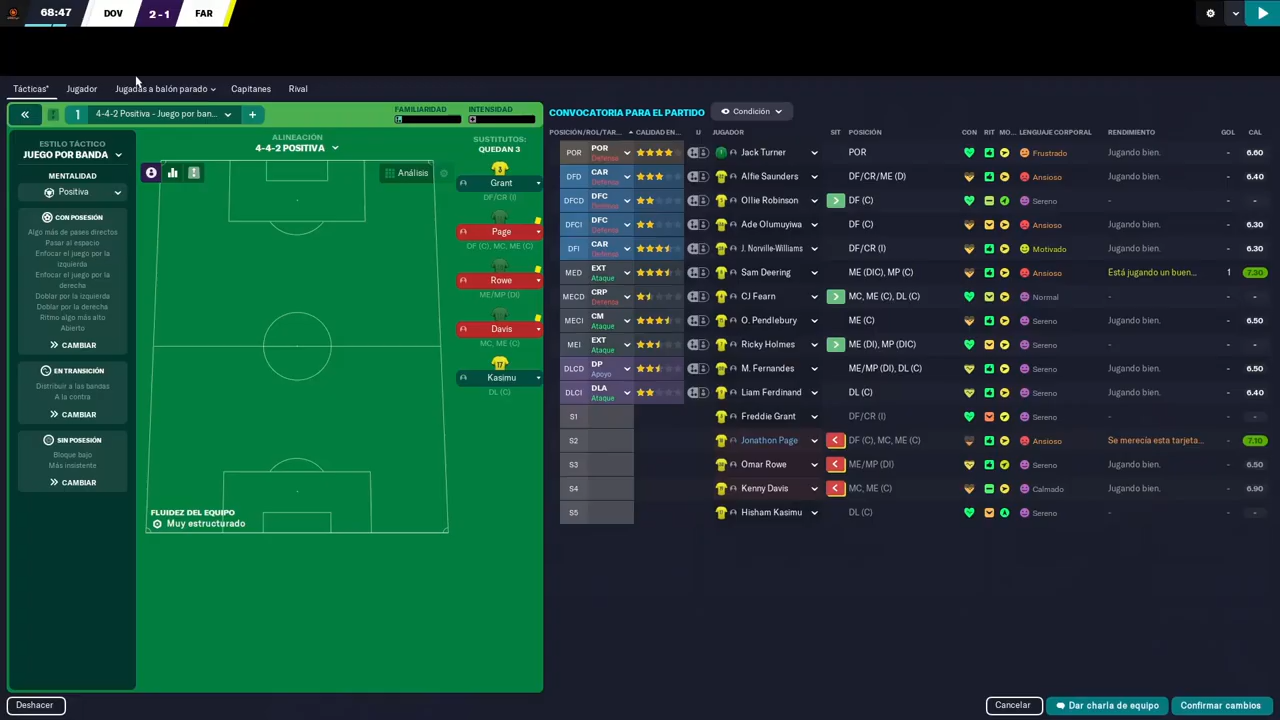 68:47 DOV 2 - 1 FAR
Tácticas* Jugador Jugadas a balón parado Capitanes Rival
1 4-4-2 Positiva - Juego por ban... +
FAMILIARIDAD INTENSIDAD
ESTILO TÁCTICO
JUEGO POR BANDA
MENTALIDAD
Positiva
CON POSESIÓN
Algo más de pases directos
Pasar al espacio
Enfocar el juego por la
izquierda
Enfocar el juego por la
derecha
Doblar por la izquierda
Doblar por la derecha
Ritmo algo más alto
Abierto
CAMBIAR
EN TRANSICIÓN
Distribuir a las bandas
A la contra
CAMBIAR
SIN POSESIÓN
Bloque bajo
Más insistente
CAMBIAR
ALINEACIÓN
4-4-2 POSITIVA
Análisis
FLUIDEZ DEL EQUIPO
Muy estructurado
SUSTITUTOS:
QUEDAN 3
3
Grant
DF/CR (I)
Page
DF (C), MC, ME (C)
Rowe
ME/MP (DI)
Davis
MC, ME (C)
17
Kasimu
DL (C)
CONVOCATORIA PARA EL PARTIDO Condición
POSICIÓN/ROL/TAR... CALIDAD EN... IJ JUGADOR SIT POSICIÓN CON RIT MO... LENGUAJE CORPORAL RENDIMIENTO GOL CAL
POR POR Defensa Jack Turner POR Frustrado Jugando bien. - 6.60
DFD CAR Defensa Alfie Saunders DF/CR/ME (D) Ansioso Jugando bien. - 6.40
DFCD DFC Defensa Ollie Robinson DF (C) Sereno - - -
DFCI DFC Defensa Ade Olumuyiwa DF (C) Ansioso Jugando bien. - 6.30
DFI CAR Defensa J. Norville-Williams DF/CR (I) Motivado Jugando bien. - 6.30
MED EXT Ataque Sam Deering ME (DIC), MP (C) Ansioso Está jugando un buen... 1 7.30
MECD CRP Defensa CJ Fearn MC, ME (C), DL (C) Normal - - -
MECI CM Ataque O. Pendlebury ME (C) Sereno Jugando bien. - 6.50
MEI EXT Ataque Ricky Holmes ME (DI), MP (DIC) Sereno - - -
DLCD DP Apoyo M. Fernandes ME/MP (DI), DL (C) Sereno Jugando bien. - 6.50
DLCI DLA Ataque Liam Ferdinand DL (C) Sereno Jugando bien. - 6.40
S1 Freddie Grant DF/CR (I) Sereno - - -
S2 Jonathon Page DF (C), MC, ME (C) Ansioso Se merecía esta tarjeta... - 7.10
S3 Omar Rowe ME/MP (DI) Sereno Jugando bien. - 6.50
S4 Kenny Davis MC, ME (C) Calmado Jugando bien. - 6.90
S5 Hisham Kasimu DL (C) Sereno - - -
Deshacer Cancelar Dar charla de equipo Confirmar cambios